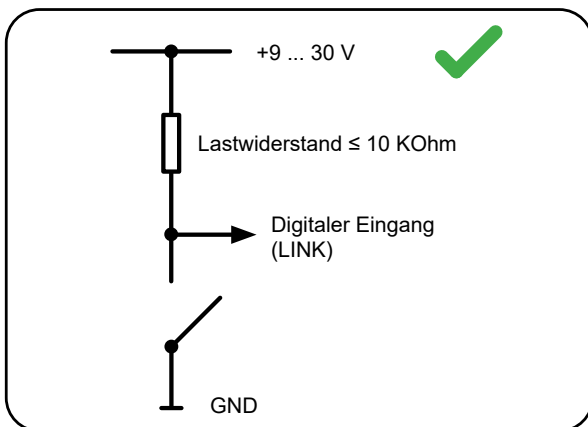 +9 ... 30 V
Lastwiderstand ≤ 10 KOhm
Digitaler Eingang
(LINK)
GND